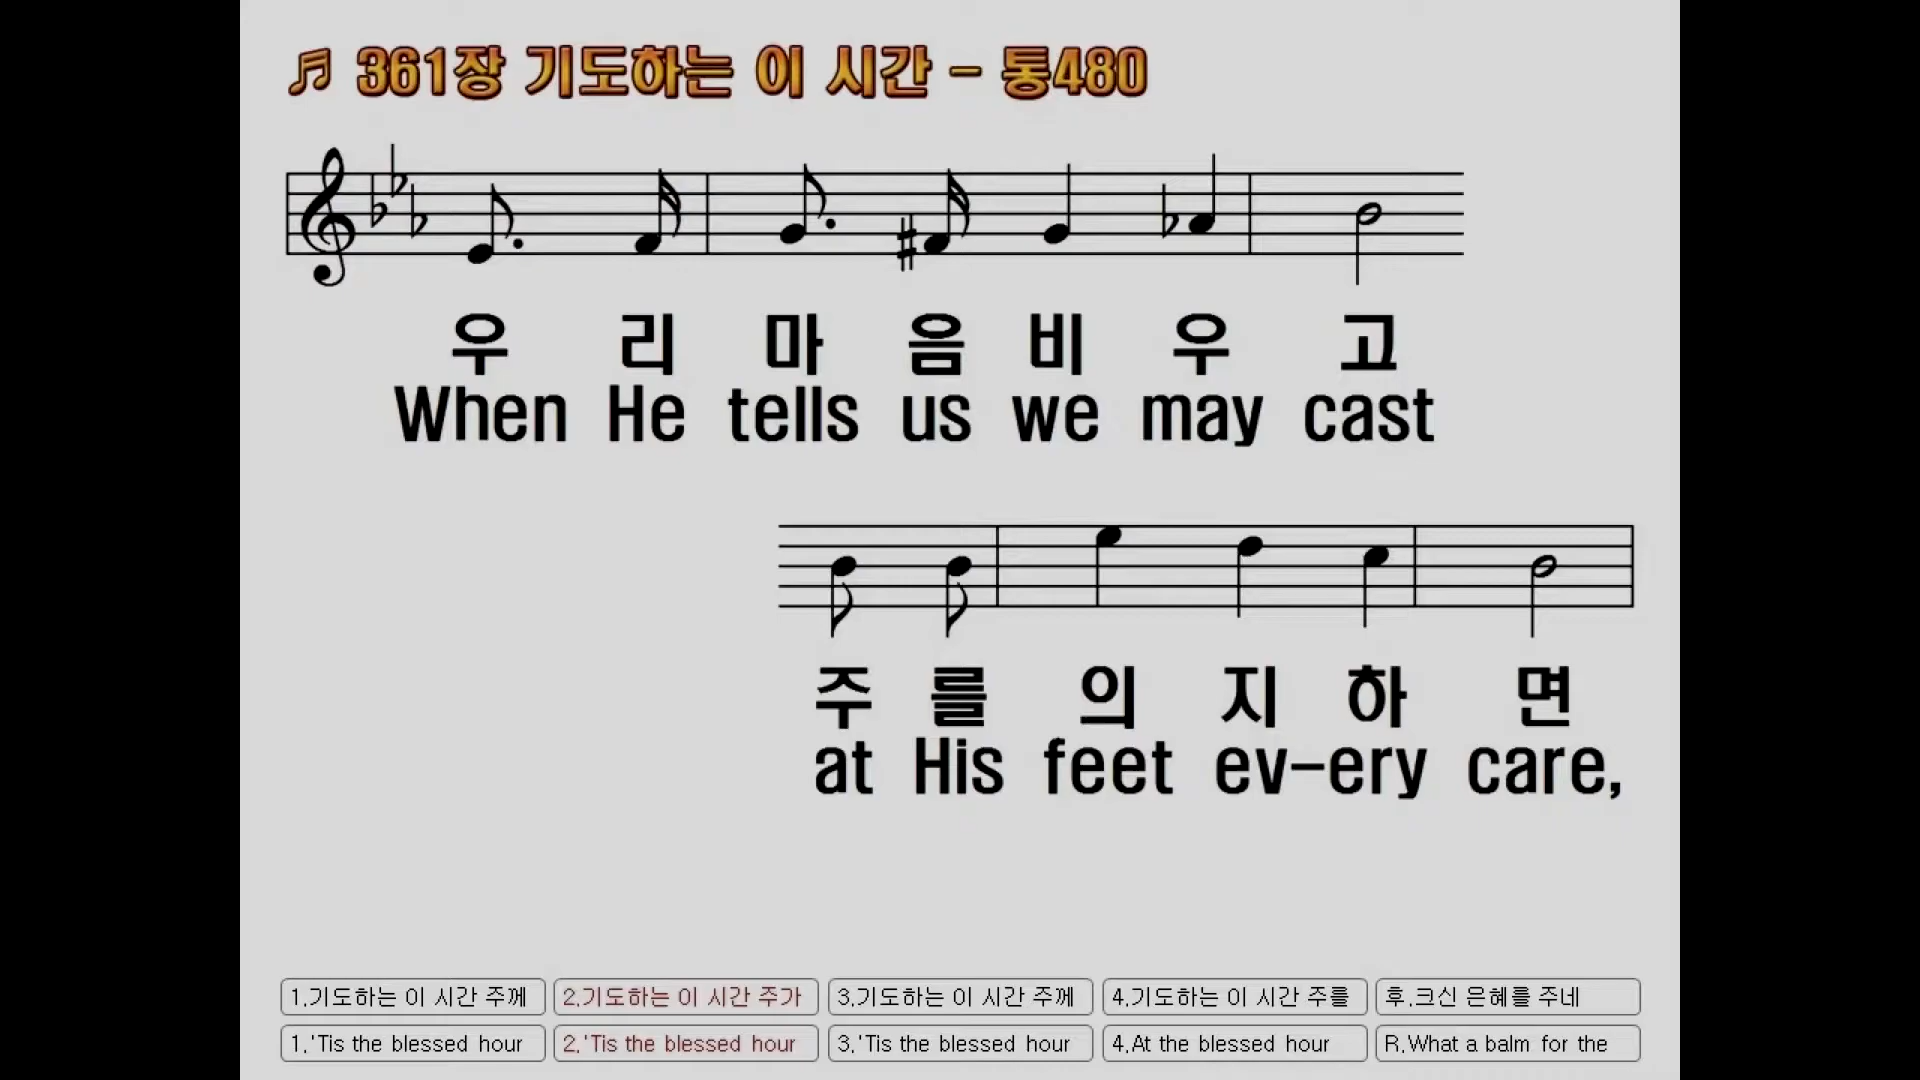 ♬ 361장 기도하는 이 시간 - 통480
우 리 마 음 비 우 고
When He tells us we may cast
주 를 의 지 하 면
at His feet ev-ery care,
1.기도하는 이 시간 주께 2.기도하는 이 시간 주가 3.기도하는 이 시간 주께 4.기도하는 이 시간 주를 후.크신 은혜를 주네
1.'Tis the blessed hour 2.'Tis the blessed hour 3.'Tis the blessed hour 4.At the blessed hour R.What a balm for the